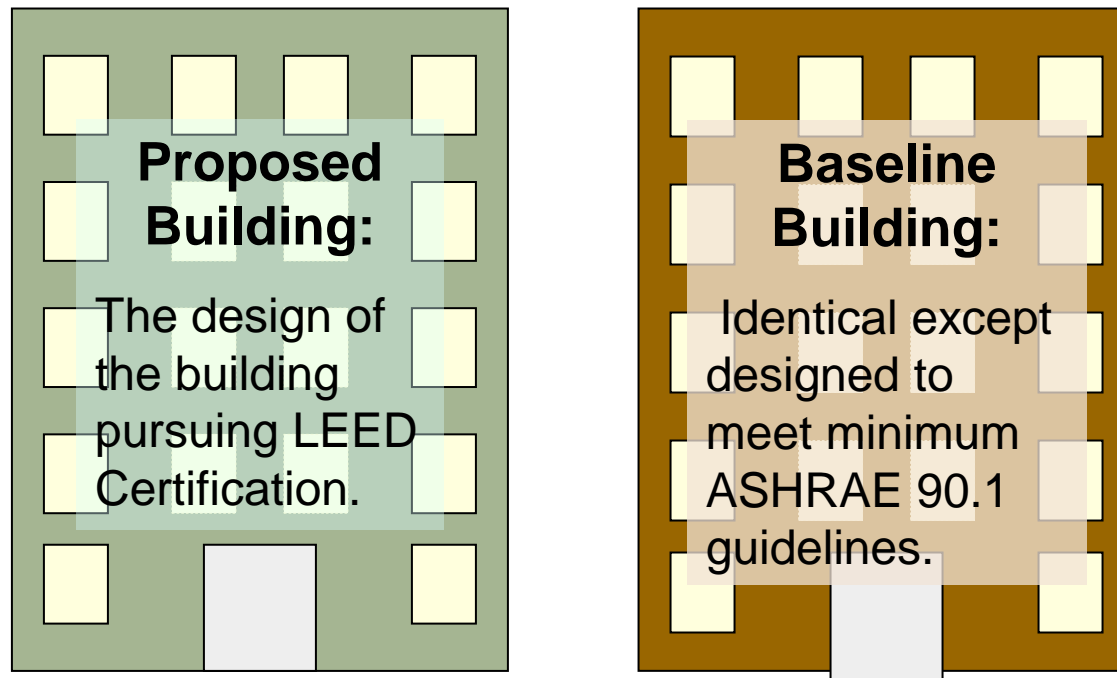 Proposed
Building:
The design of
the building
pursuing LEED
Certification.
Baseline
Building:
Identical except
designed to
meet minimum
ASHRAE 90.1
guidelines.